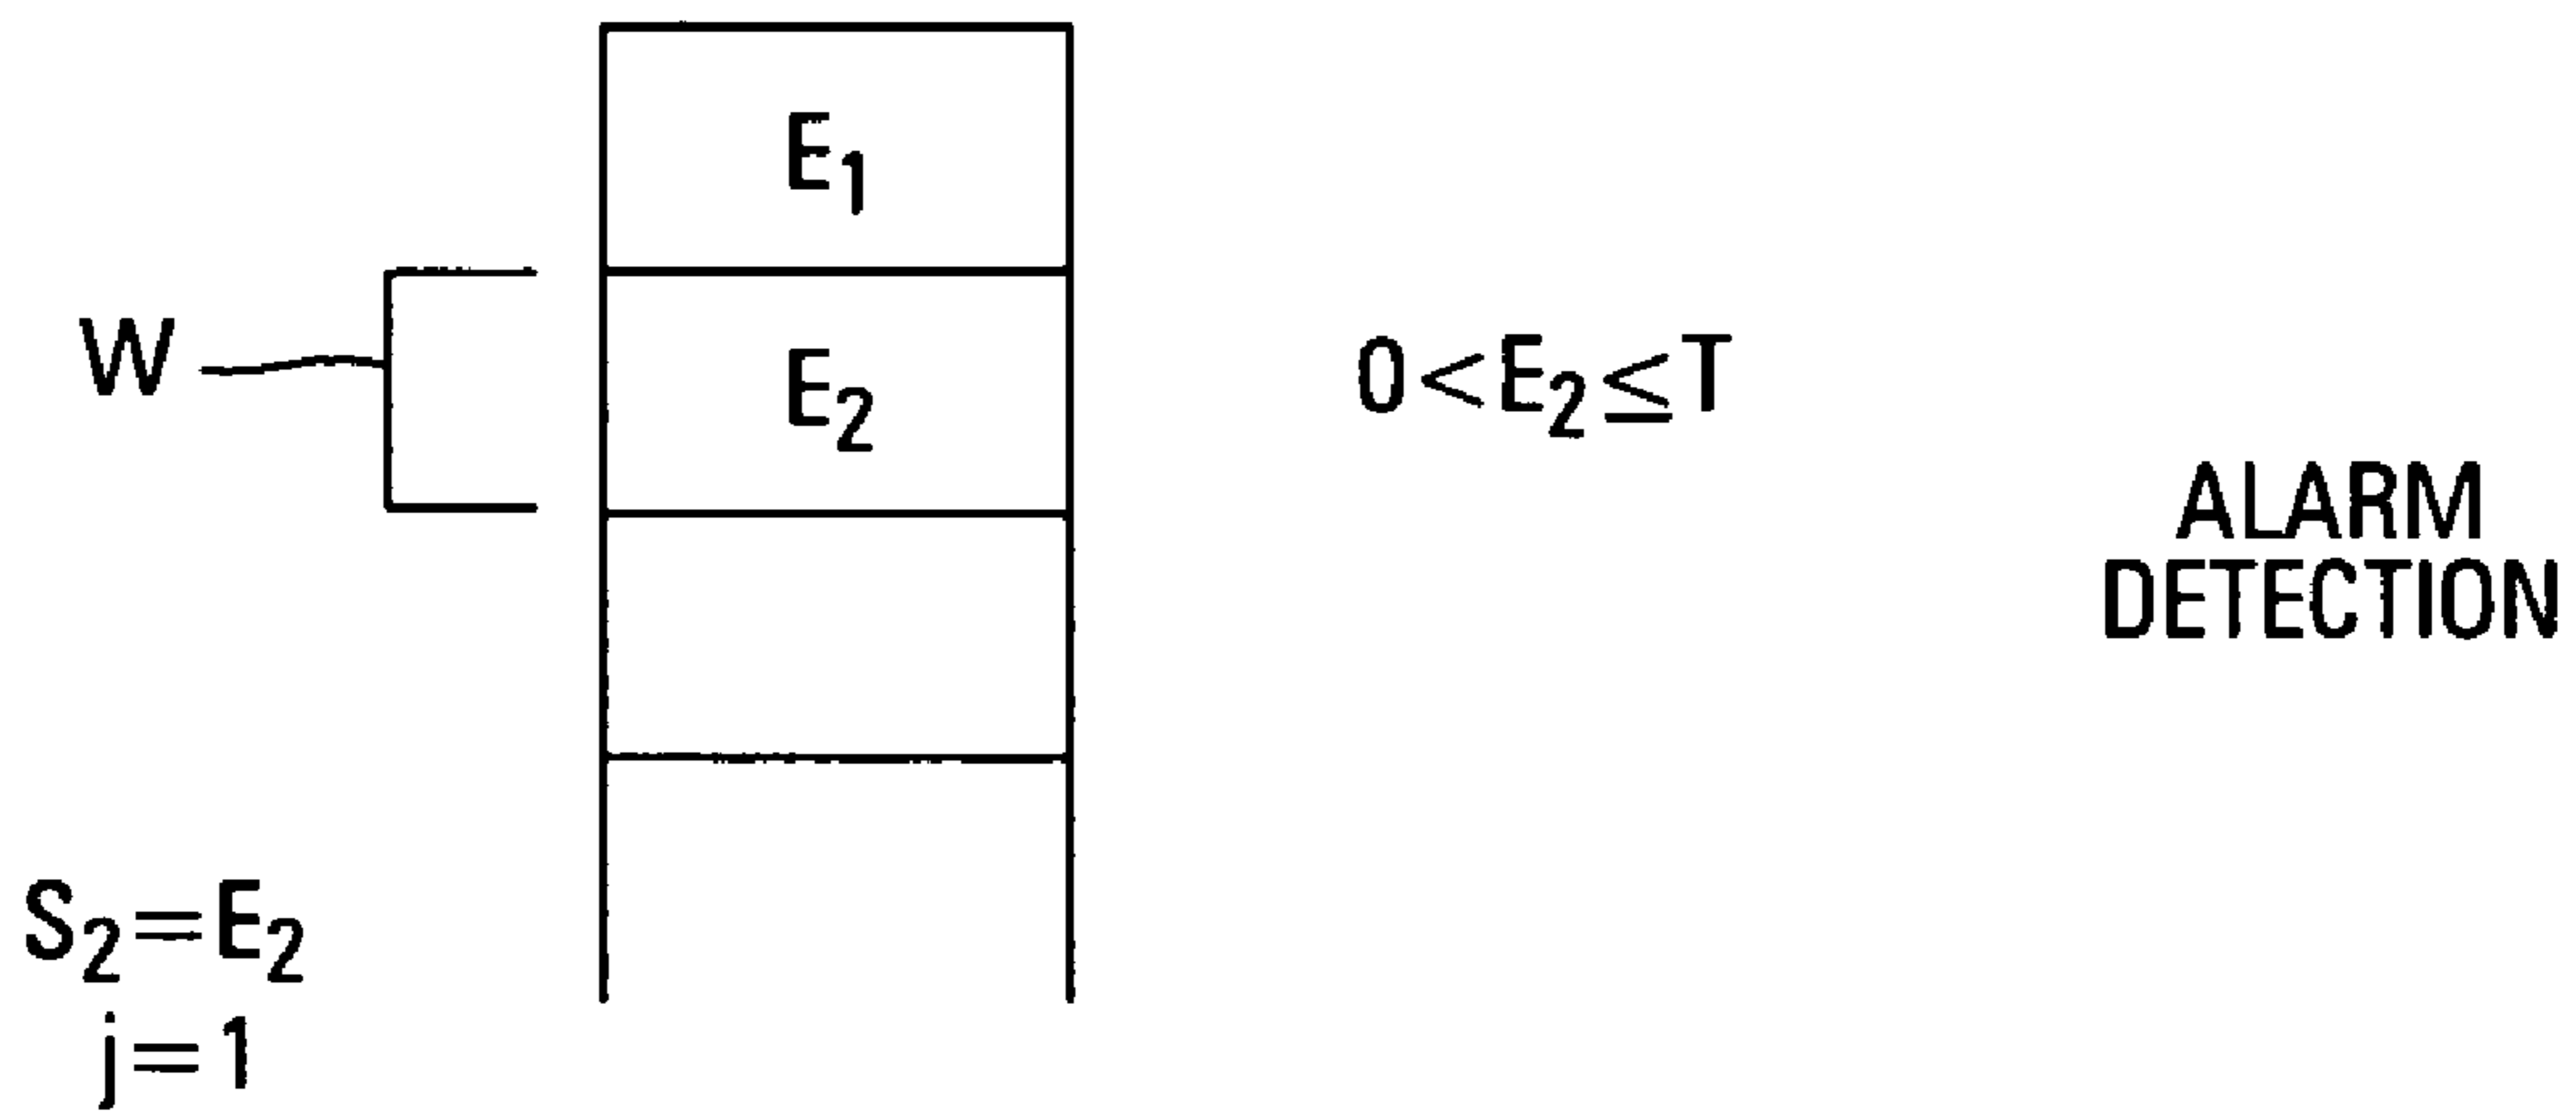 E₁
W
E₂
0<E₂≤T
ALARM
DETECTION
S₂=E₂
j=1